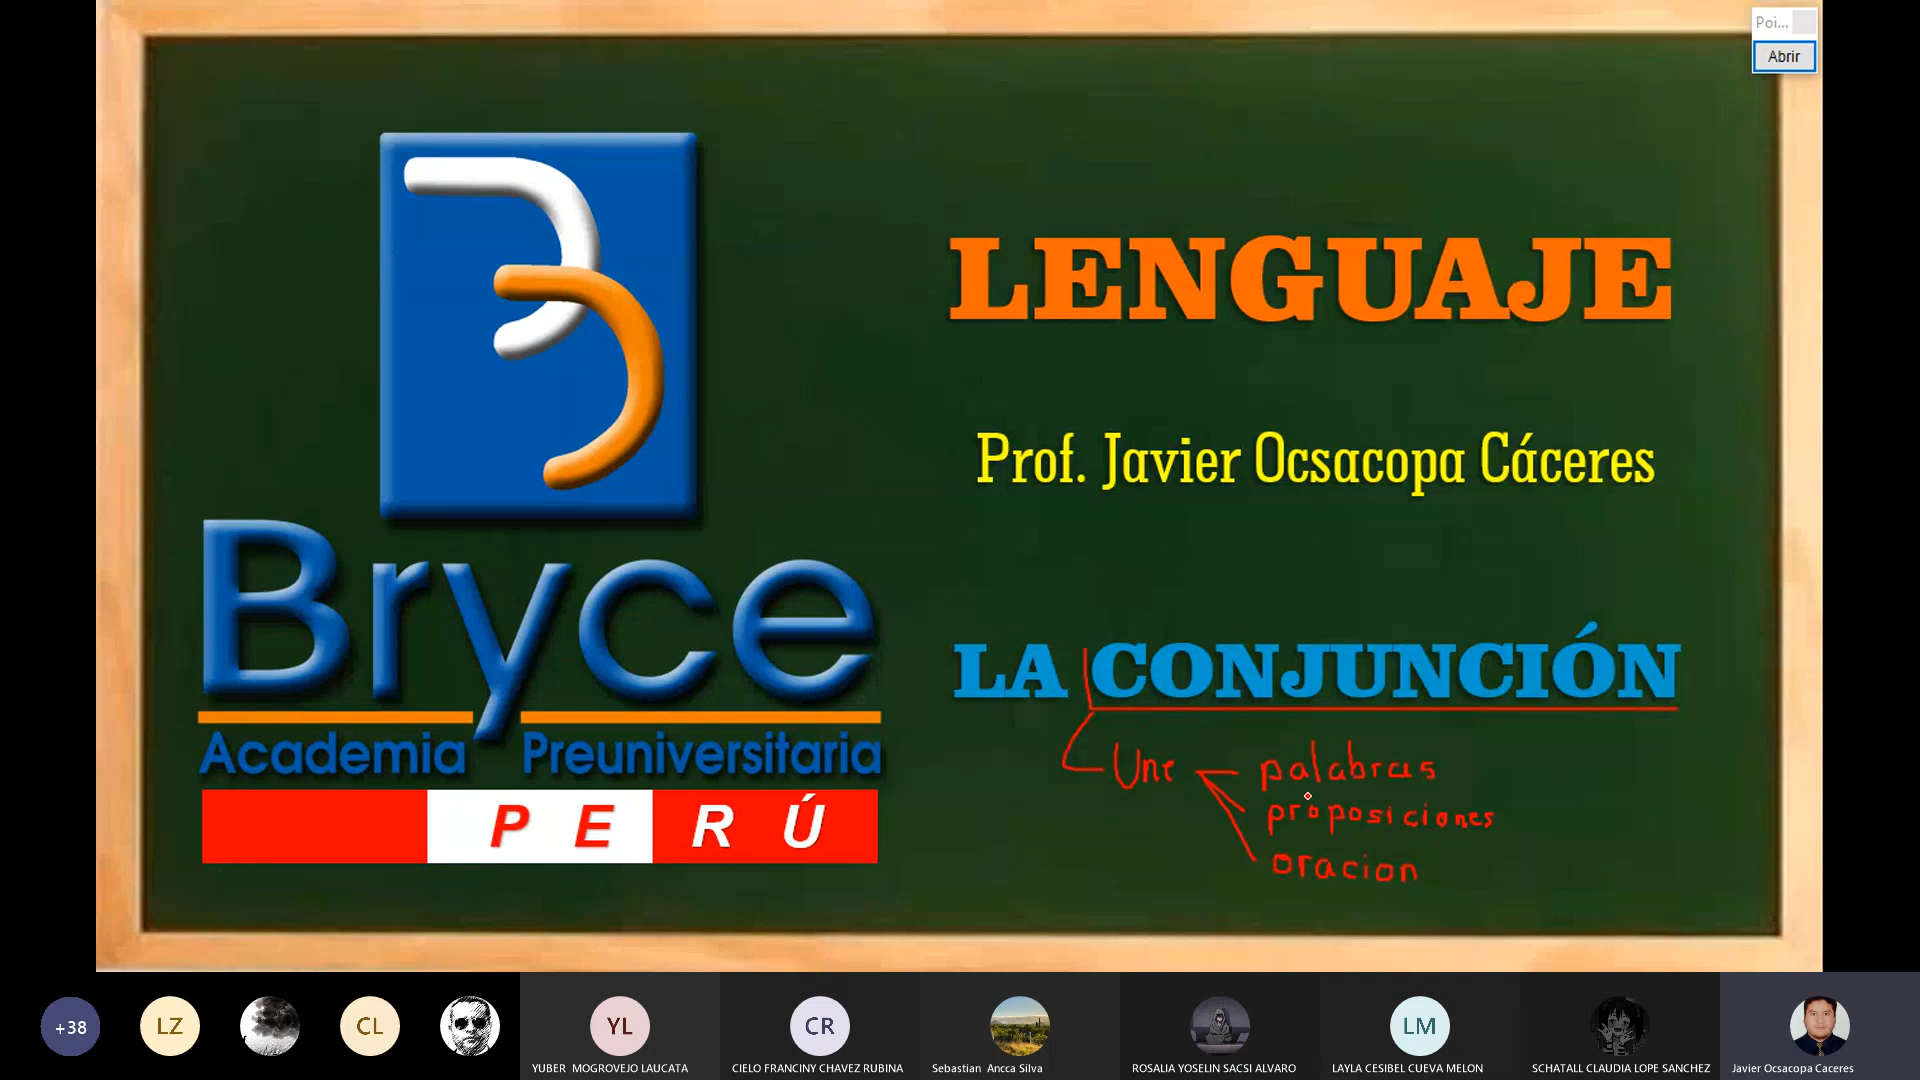 Poi...
Abrir
LENGUAJE
Prof. Javier Ocsacopa Cáceres
Bryce
Academia Preuniversitaria
PERÚ
LA CONJUNCIÓN
Une
palabras
proposiciones
oracion
+38
LZ
CL
YL
YUBER MOGROVEJO LAUCATA
CR
CIELO FRANCINY CHAVEZ RUBINA
Sebastian Ancca Silva
ROSALIA YOSELIN SACSI ALVARO
LM
LAYLA CESIBEL CUEVA MELON
SCHATALL CLAUDIA LOPE SANCHEZ
Javier Ocsacopa Caceres